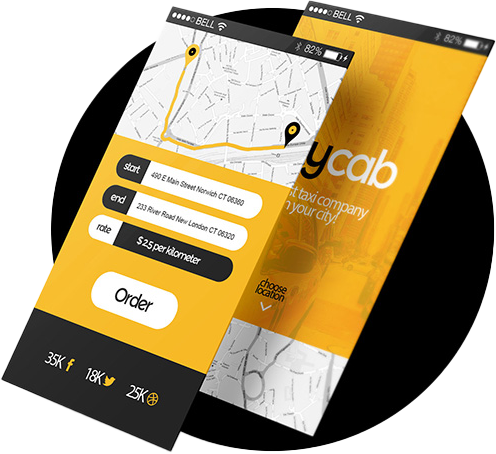 BELL
82%
start
490 E Main Street Norwich CT 06360
end
233 River Road New London CT 06320
rate
$ 2,5 per kilometer
Order
35K
18K
25K
BELL
82%
ycab
taxi company
your city!
choose
location